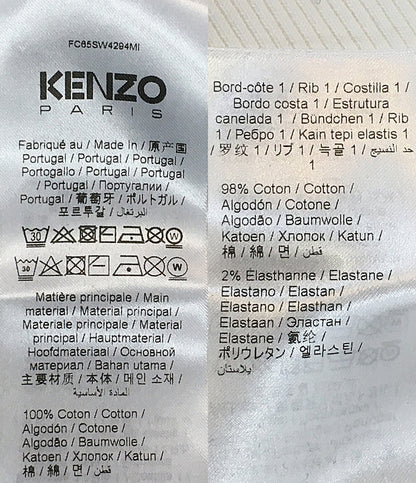 FC65SW4294MI
KENZO
PARIS
Fabriqué au / Made In / 原产国
Portugal / Portugal / Portugal /
Portogallo / Portugal / Portugal
/ Portugal / Португалии /
Portugal / 葡萄牙 / ポルトガル /
포르투갈 / البرتغال
30
30 W
Matière principale / Main
material / Material principal /
Materiale principale / Material
principal / Hauptmaterial /
Hoofdmateriaal / Основной
материал / Bahan utama /
主要材质 / 本体 / 메인 소재 /
المادة الأساسية
100% Coton / Cotton /
Algodón / Cotone /
Algodão / Baumwolle /
Katoen / Хлопок / Katun /
棉 / 綿 / 면 / قطن
Bord-côte 1 / Rib 1 / Costilla 1 /
Bordo costa 1 / Estrutura
canelada 1 / Bündchen 1 / Rib
1 / Ребро 1 / Kain tepi elastis 1
/ 罗纹 1 / リブ 1 / 늑골 1 / حد النسيج
1
98% Coton / Cotton /
Algodón / Cotone /
Algodão / Baumwolle /
Katoen / Хлопок / Katun /
棉 / 綿 / 면 / قطن
2% Élasthanne / Elastane /
Elastano / Elastan /
Elastano / Elasthan /
Elastaan / Эластан /
Elastane / 氨纶 /
ポリウレタン / 엘라스틴 /
ايلاستان